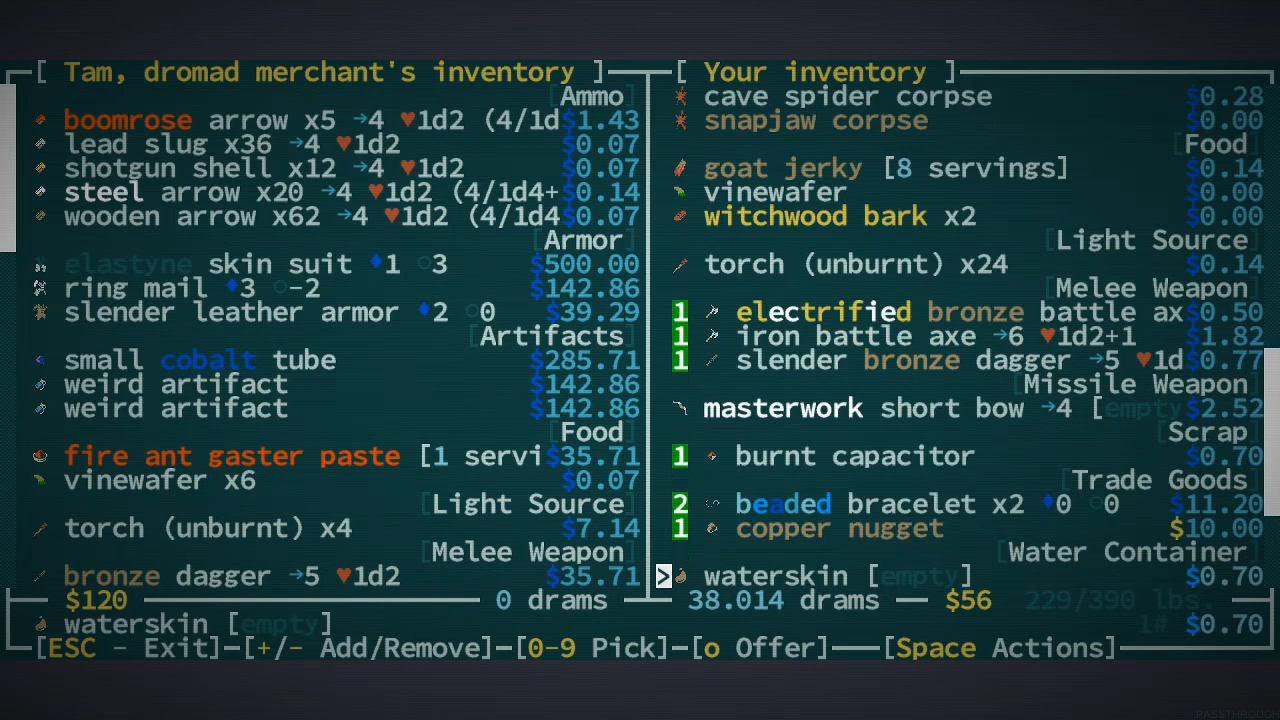 [ Tam, dromad merchant's inventory ]
[Ammo]
boomrose arrow x5 →4 ♥1d2 (4/1d $1.43
lead slug x36 →4 ♥1d2 $0.07
shotgun shell x12 →4 ♥1d2 $0.07
steel arrow x20 →4 ♥1d2 (4/1d4+ $0.14
wooden arrow x62 →4 ♥1d2 (4/1d4 $0.07
[Armor]
elastyne skin suit ♦1 ○3 $500.00
ring mail ♦3 ○-2 $142.86
slender leather armor ♦2 ○0 $39.29
[Artifacts]
small cobalt tube $285.71
weird artifact $142.86
weird artifact $142.86
[Food]
fire ant gaster paste [1 servi $35.71
vinewafer x6 $0.07
[Light Source]
torch (unburnt) x4 $7.14
[Melee Weapon]
bronze dagger →5 ♥1d2 $35.71
$120 0 drams
[ Your inventory ]
cave spider corpse $0.28
snapjaw corpse $0.00
[Food]
goat jerky [8 servings] $0.14
vinewafer $0.00
witchwood bark x2 $0.00
[Light Source]
torch (unburnt) x24 $0.14
[Melee Weapon]
1 electrified bronze battle ax $0.50
1 iron battle axe →6 ♥1d2+1 $1.82
1 slender bronze dagger →5 ♥1d $0.77
[Missile Weapon]
masterwork short bow →4 [empty $2.52
[Scrap]
1 burnt capacitor $0.70
[Trade Goods]
2 beaded bracelet x2 ♦0 ○0 $11.20
1 copper nugget $10.00
[Water Container]
> waterskin [empty] $0.70
38.014 drams $56 229/390 lbs.
waterskin [empty] 1# $0.70
[ESC - Exit] [+/- Add/Remove] [0-9 Pick] [o Offer] [Space Actions]